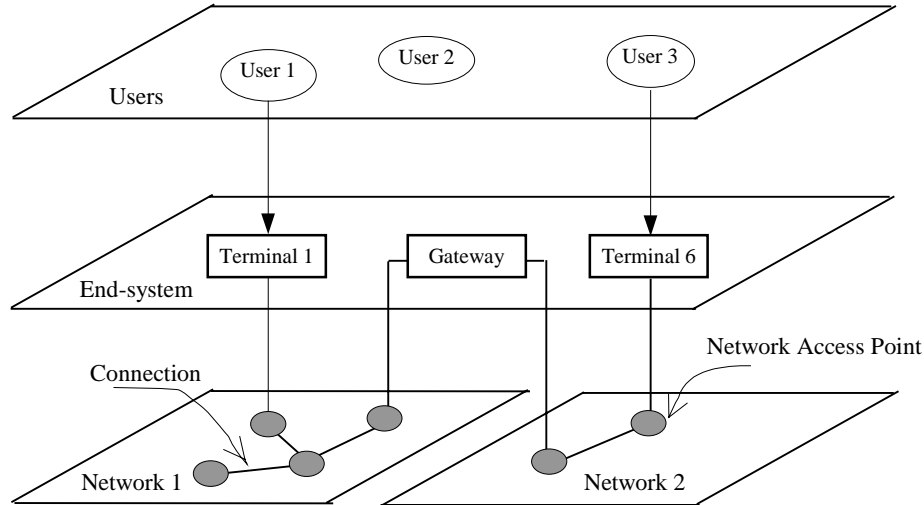 User 1
User 2
User 3
Users
Terminal 1
Gateway
Terminal 6
End-system
Network Access Point
Connection
Network 1
Network 2